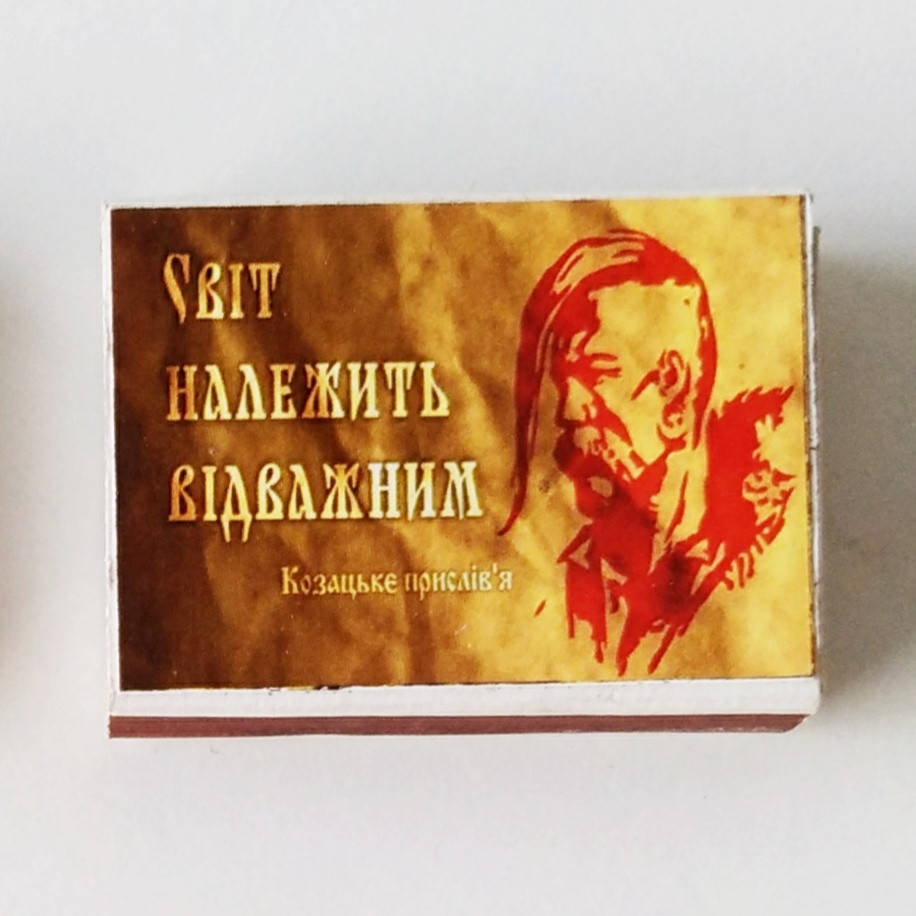 Світ
належить
відважним
Козацьке прислів'я